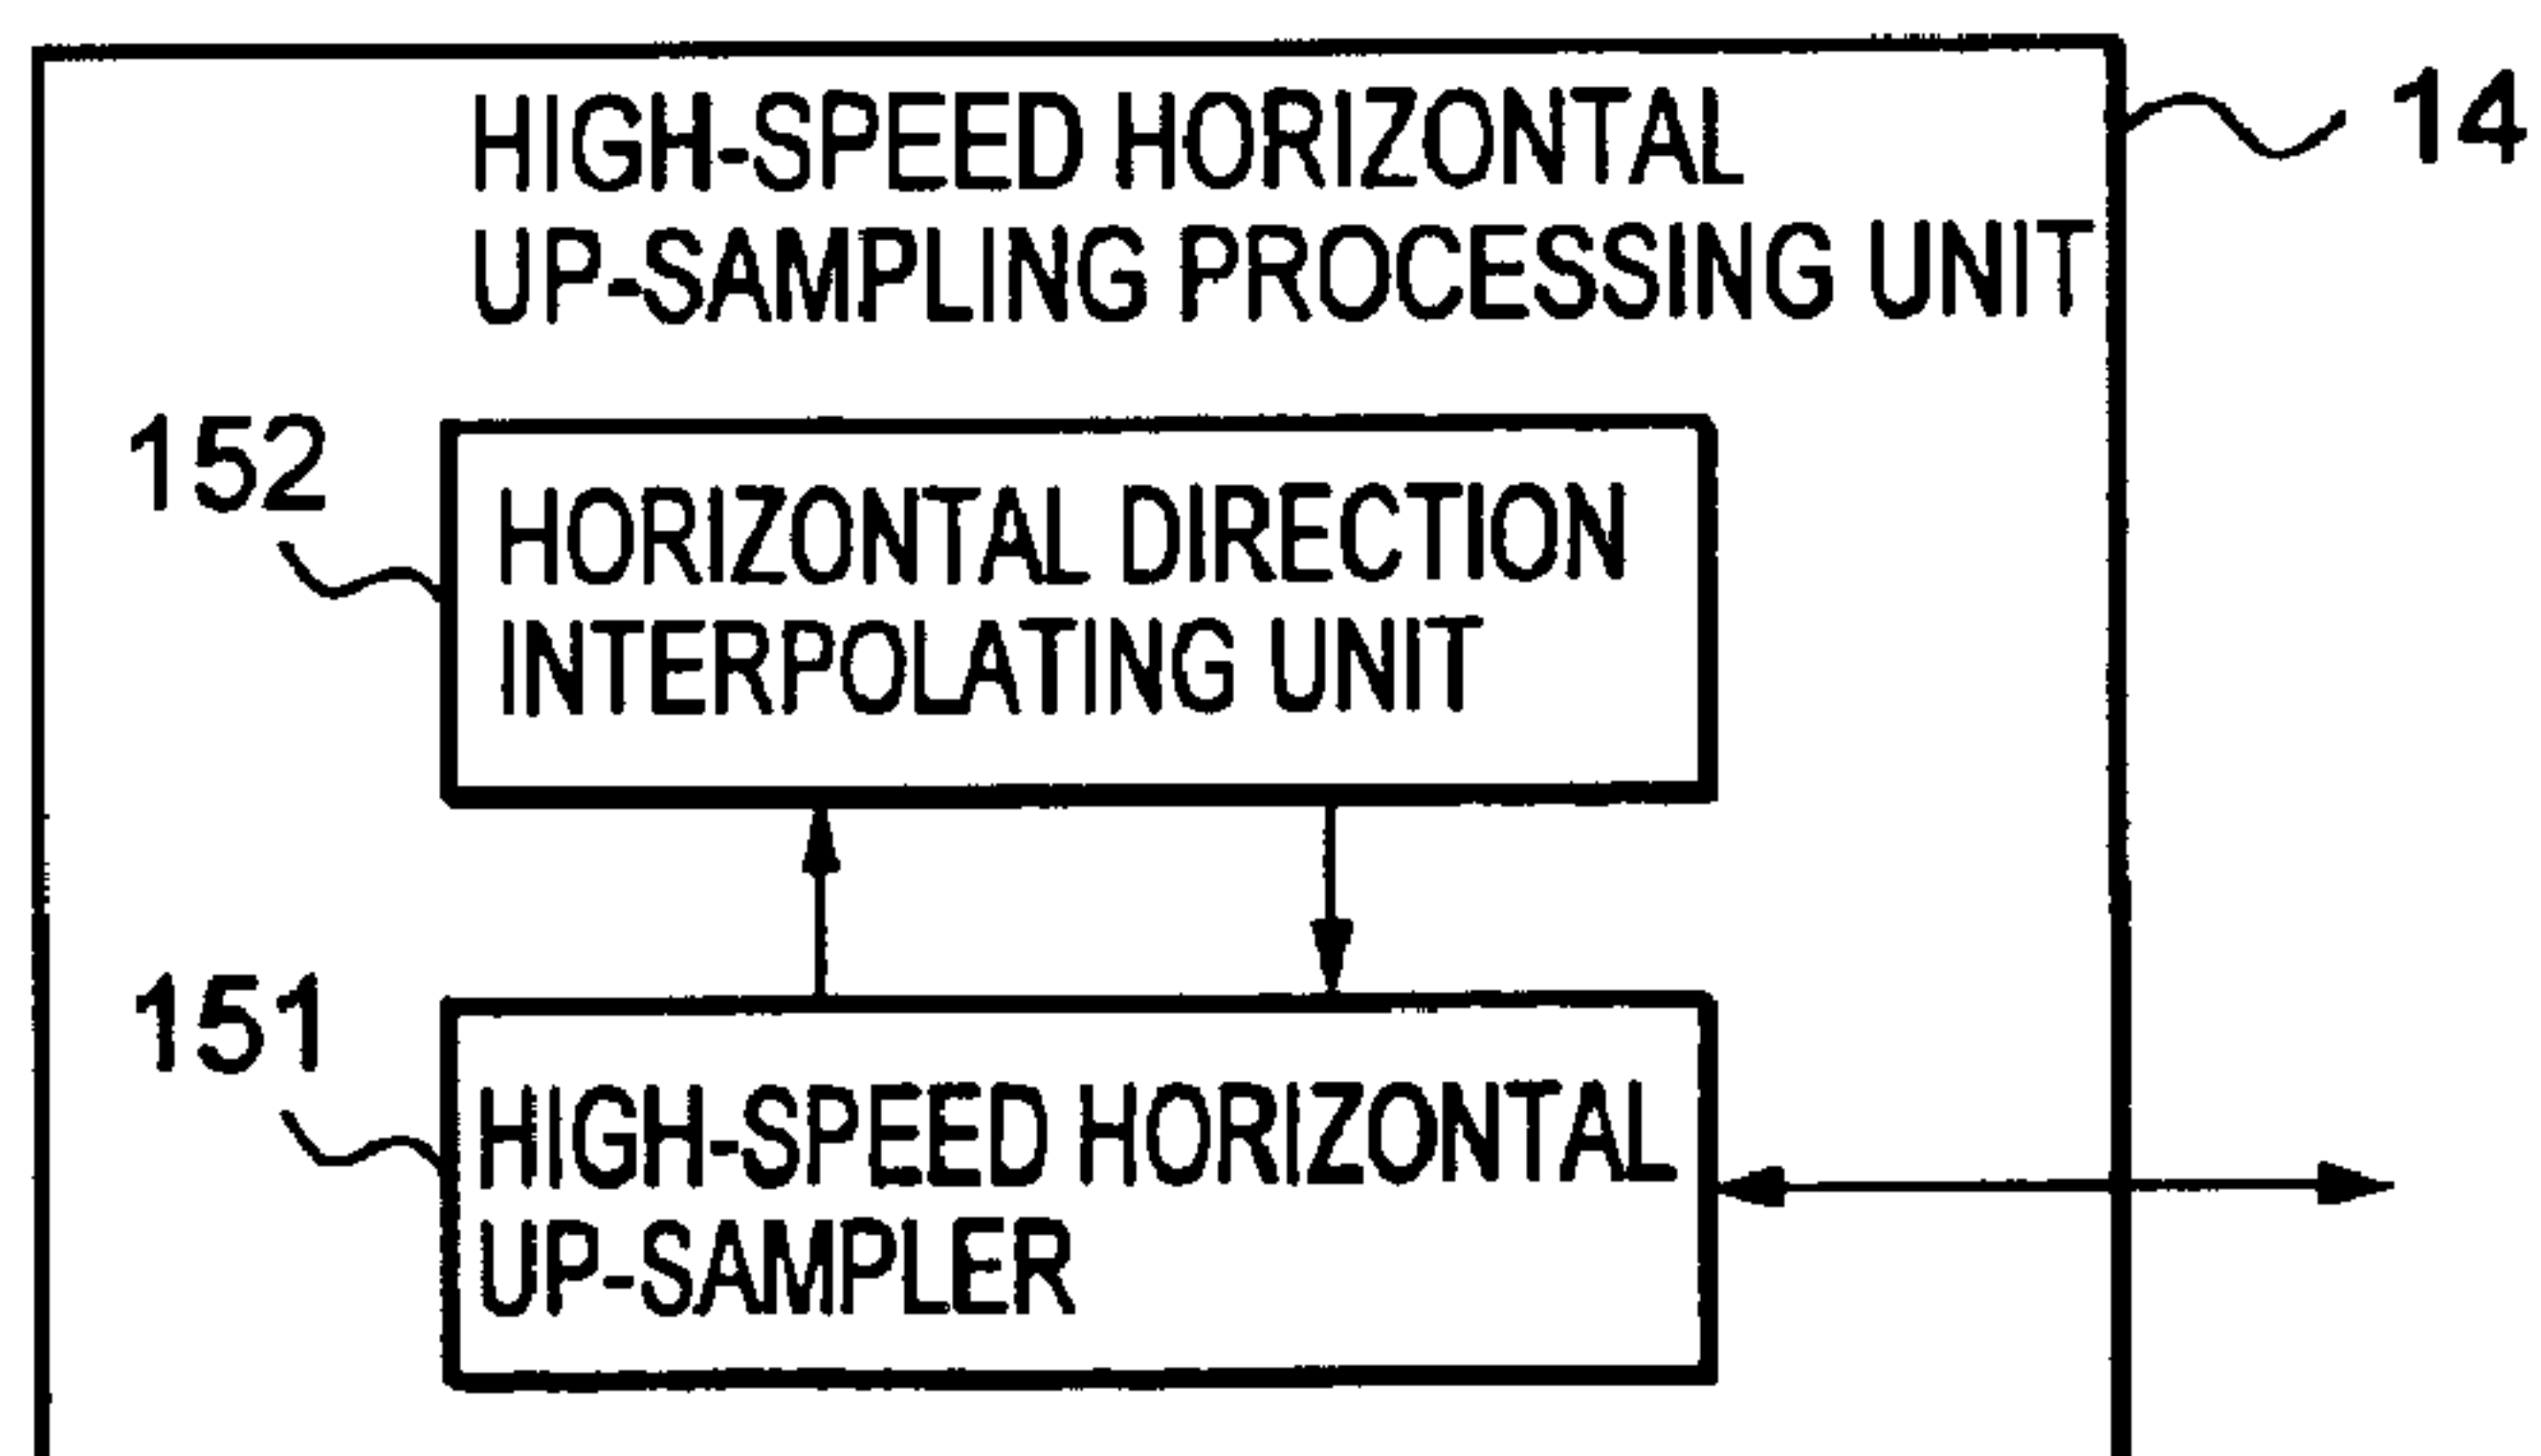 HIGH-SPEED HORIZONTAL
UP-SAMPLING PROCESSING UNIT
14
152
HORIZONTAL DIRECTION
INTERPOLATING UNIT
151
HIGH-SPEED HORIZONTAL
UP-SAMPLER